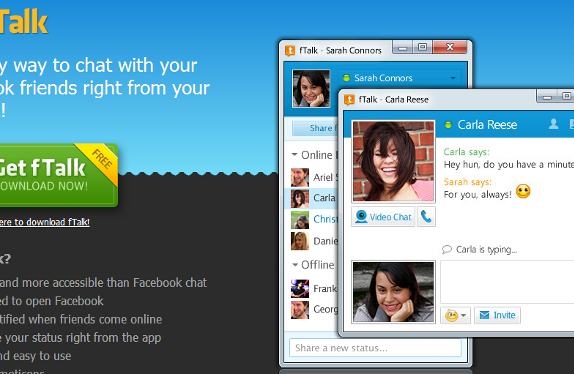 fTalk
y way to chat with your
ok friends right from your
!
Get fTalk
DOWNLOAD NOW!
FREE
ere to download fTalk!
k?
and more accessible than Facebook chat
ed to open Facebook
tified when friends come online
e your status right from the app
nd easy to use
fTalk - Sarah Connors
Sarah Connors
Share
Online
Ariel S
Carla
Christ
Danie
Offline
Frank
Georg
Share a new status...
fTalk - Carla Reese
Carla Reese
Carla says:
Hey hun, do you have a minute
Sarah says:
For you, always!
Video Chat
Carla is typing...
Invite